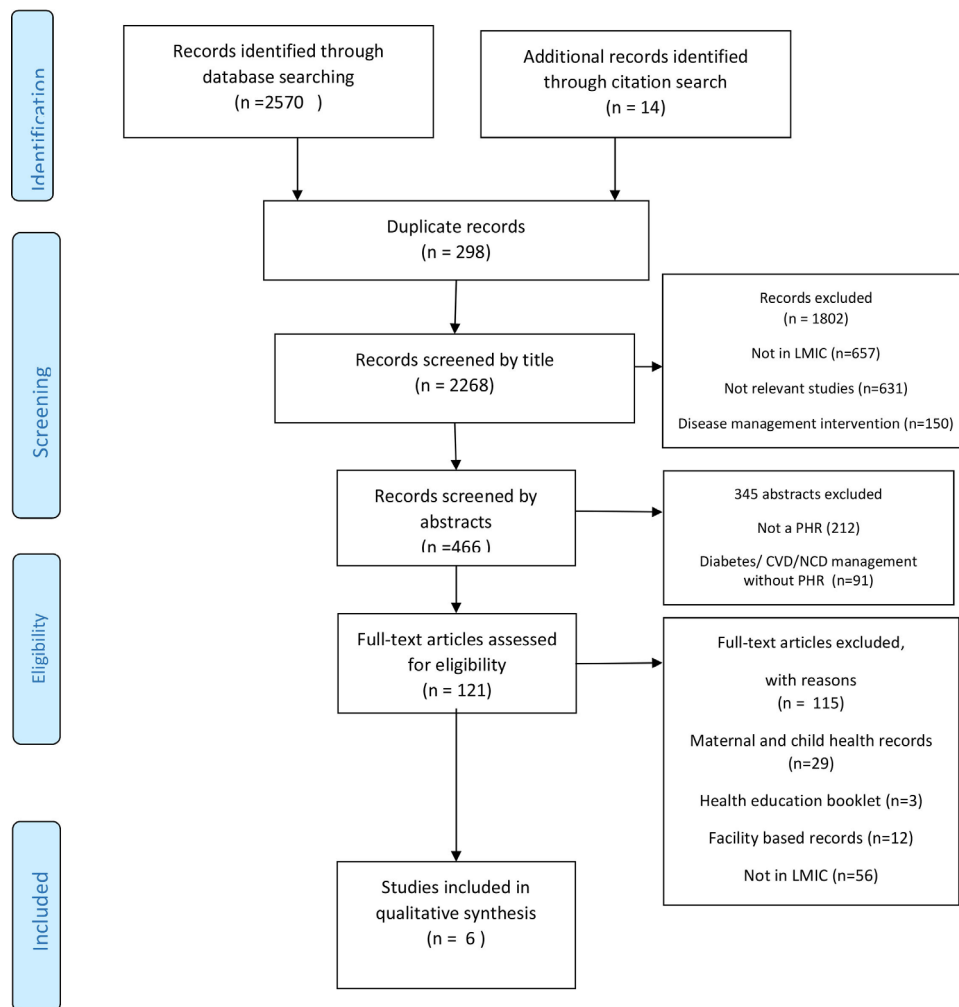 Identification
Records identified through
database searching
(n =2570   )
Additional records identified
through citation search
(n = 14)
Duplicate records
(n = 298)
Screening
Records screened by title
(n = 2268)
Records excluded
(n = 1802)
Not in LMIC (n=657)
Not relevant studies (n=631)
Disease management intervention (n=150)
Records screened by
abstracts
(n =466 )
345 abstracts excluded
Not a PHR (212)
Diabetes/ CVD/NCD management
without PHR  (n=91)
Eligibility
Full-text articles assessed
for eligibility
(n = 121)
Full-text articles excluded,
with reasons
(n =  115)
Maternal and child health records
(n=29)
Health education booklet (n=3)
Facility based records (n=12)
Not in LMIC (n=56)
Included
Studies included in
qualitative synthesis
(n =  6 )